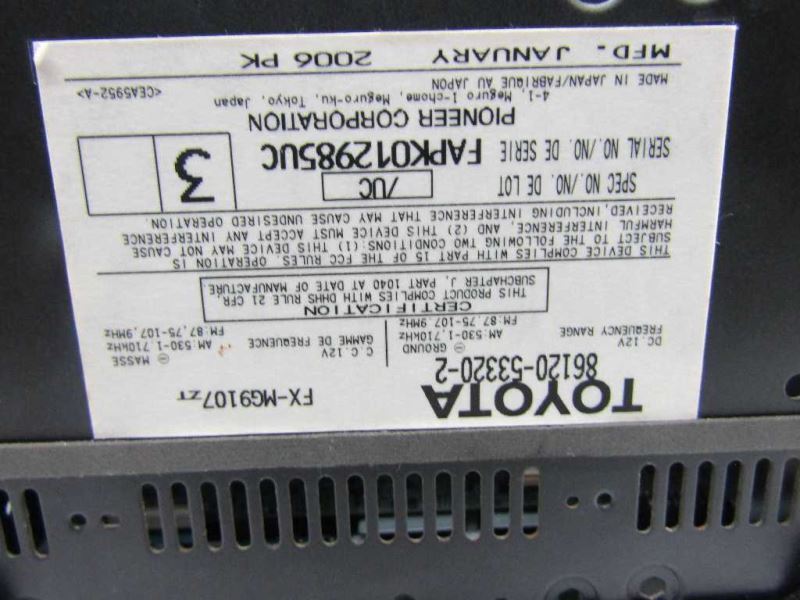 TOYOTA
86120-53320-2 FX-MG9107ZT
DC.12V ⊖ GROUND C.C.12V ⊖ MASSE
FREQUENCY RANGE AM:530-1,710kHz GAMME DE FREQUENCE AM:530-1,710kHz
FM:87.75-107.9MHz FM:87.75-107.9MHz
CERTIFICATION
THIS PRODUCT COMPLIES WITH DHHS RULE 21 CFR,
SUBCHAPTER J, PART 1040 AT DATE OF MANUFACTURE.
THIS DEVICE COMPLIES WITH PART 15 OF THE FCC RULES. OPERATION IS
SUBJECT TO THE FOLLOWING TWO CONDITIONS:(1) THIS DEVICE MAY NOT CAUSE
HARMFUL INTERFERENCE, AND (2) THIS DEVICE MUST ACCEPT ANY INTERFERENCE
RECEIVED, INCLUDING INTERFERENCE THAT MAY CAUSE UNDESIRED OPERATION.
SPEC NO./NO. DE LOT /UC 3
SERIAL NO./NO. DE SERIE FAPK012985UC
PIONEER CORPORATION
4-1, Meguro 1-chome, Meguro-ku, Tokyo, Japan
MADE IN JAPAN/FABRIQUE AU JAPON <CEA5952-A>
MFD. JANUARY 2006 PK